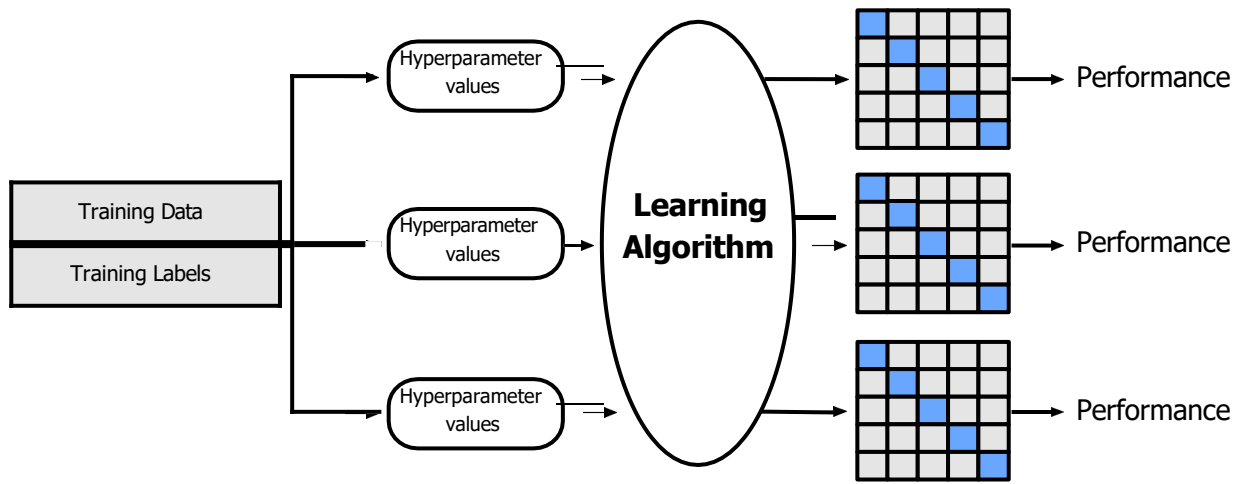 Training Data
Training Labels
Hyperparameter
values
Hyperparameter
values
Hyperparameter
values
Learning
Algorithm
Performance
Performance
Performance